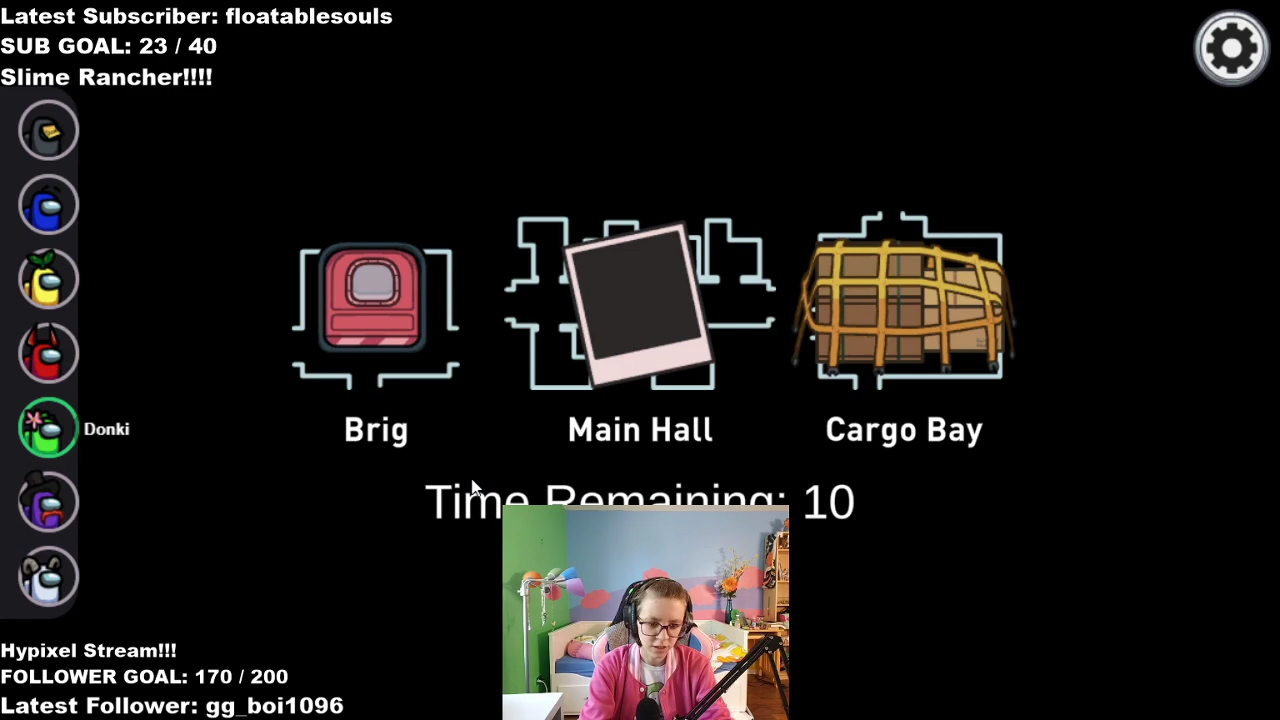 Latest Subscriber: floatablesouls
SUB GOAL: 23 / 40
Slime Rancher!!!!
Donki
Brig
Main Hall
Cargo Bay
Time Remaining: 10
Hypixel Stream!!!
FOLLOWER GOAL: 170 / 200
Latest Follower: gg_boi1096